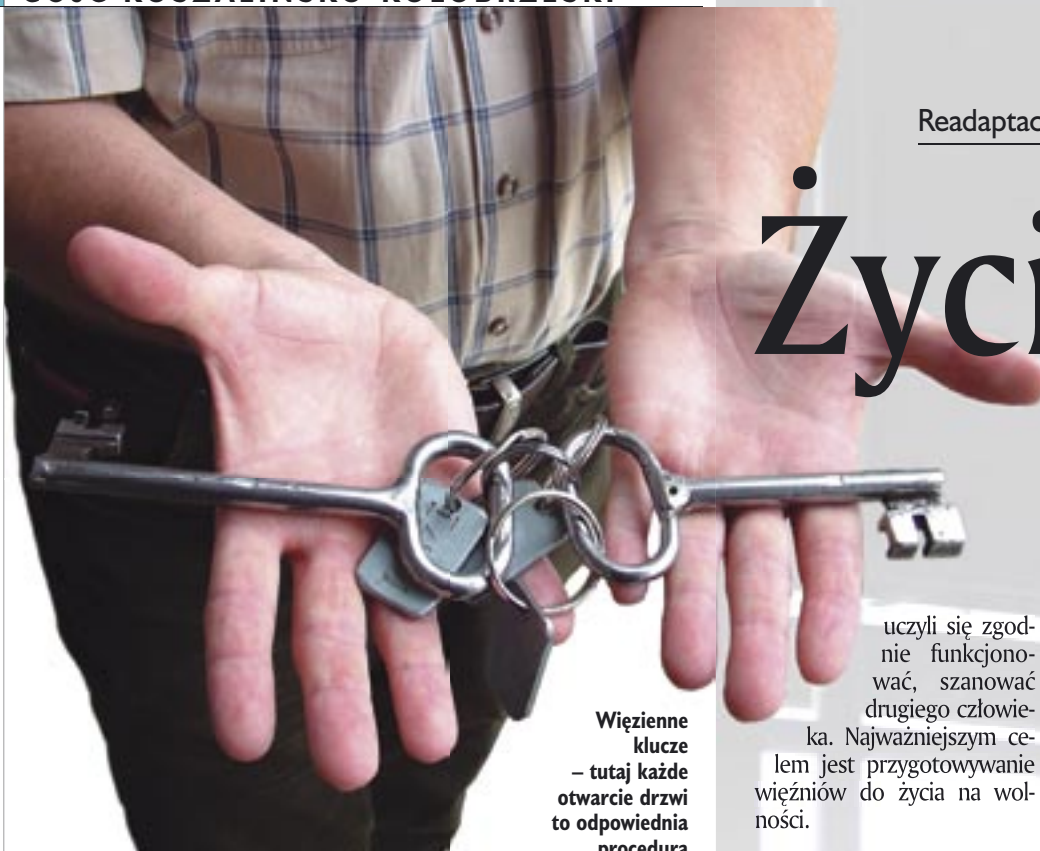 Readaptac
Życi
uczyli się zgod-
nie funkcjono-
wać, szanować
drugiego człowie-
ka. Najważniejszym ce-
lem jest przygotowywanie
więźniów do życia na wol-
ności.
Więzienne
klucze
– tutaj każde
otwarcie drzwi
to odpowiednia
procedura